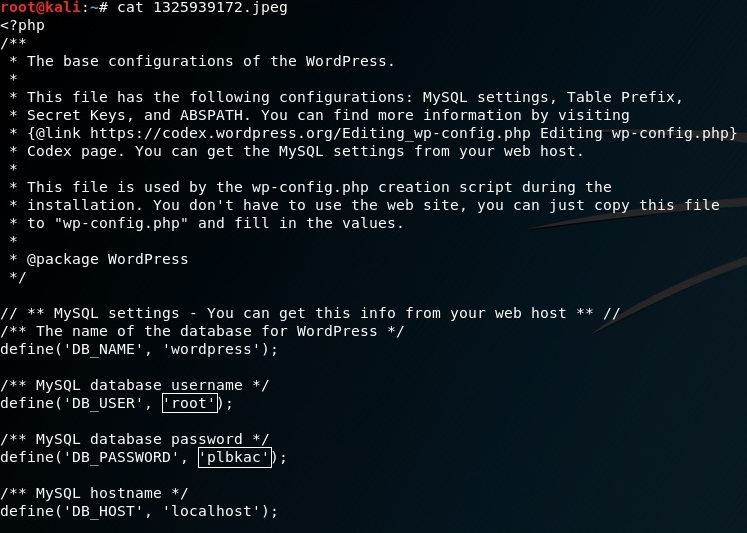 root@kali:~# cat 1325939172.jpeg
<?php
/**
 * The base configurations of the WordPress.
 *
 * This file has the following configurations: MySQL settings, Table Prefix,
 * Secret Keys, and ABSPATH. You can find more information by visiting
 * {@link https://codex.wordpress.org/Editing_wp-config.php Editing wp-config.php}
 * Codex page. You can get the MySQL settings from your web host.
 *
 * This file is used by the wp-config.php creation script during the
 * installation. You don't have to use the web site, you can just copy this file
 * to "wp-config.php" and fill in the values.
 *
 * @package WordPress
 */

// ** MySQL settings - You can get this info from your web host ** //
/** The name of the database for WordPress */
define('DB_NAME', 'wordpress');

/** MySQL database username */
define('DB_USER', 'root');

/** MySQL database password */
define('DB_PASSWORD', 'plbkac');

/** MySQL hostname */
define('DB_HOST', 'localhost');